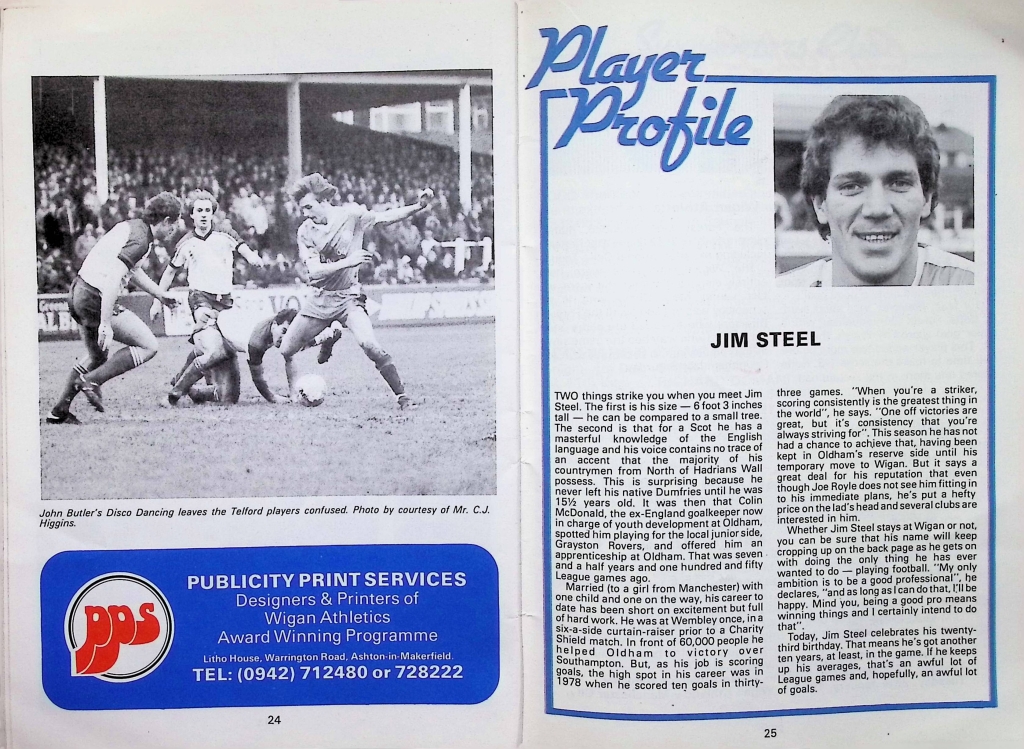 John Butler's Disco Dancing leaves the Telford players confused. Photo by courtesy of Mr. C.J.
Higgins.
pps
PUBLICITY PRINT SERVICES
Designers & Printers of
Wigan Athletics
Award Winning Programme
Litho House, Warrington Road, Ashton-in-Makerfield.
TEL: (0942) 712480 or 728222
24
Player
Profile
JIM STEEL
TWO things strike you when you meet Jim
Steel. The first is his size — 6 foot 3 inches
tall — he can be compared to a small tree.
The second is that for a Scot he has a
masterful knowledge of the English
language and his voice contains no trace of
an accent that the majority of his
countrymen from North of Hadrians Wall
possess. This is surprising because he
never left his native Dumfries until he was
15½ years old. It was then that Colin
McDonald, the ex-England goalkeeper now
in charge of youth development at Oldham,
spotted him playing for the local junior side,
Grayston Rovers, and offered him an
apprenticeship at Oldham. That was seven
and a half years and one hundred and fifty
League games ago.
Married (to a girl from Manchester) with
one child and one on the way, his career to
date has been short on excitement but full
of hard work. He was at Wembley once, in a
six-a-side curtain-raiser prior to a Charity
Shield match. In front of 60,000 people he
helped Oldham to victory over
Southampton. But, as his job is scoring
goals, the high spot in his career was in
1978 when he scored ten goals in thirty-
three games. "When you're a striker,
scoring consistently is the greatest thing in
the world", he says. "One off victories are
great, but it's consistency that you're
always striving for". This season he has not
had a chance to achieve that, having been
kept in Oldham's reserve side until his
temporary move to Wigan. But it says a
great deal for his reputation that even
though Joe Royle does not see him fitting in
to his immediate plans, he's put a hefty
price on the lad's head and several clubs are
interested in him.
Whether Jim Steel stays at Wigan or not,
you can be sure that his name will keep
cropping up on the back page as he gets on
with doing the only thing he has ever
wanted to do — playing football. "My only
ambition is to be a good professional", he
declares, "and as long as I can do that, I'll be
happy. Mind you, being a good pro means
winning things and I certainly intend to do
that".
Today, Jim Steel celebrates his twenty-
third birthday. That means he's got another
ten years, at least, in the game. If he keeps
up his averages, that's an awful lot of
League games and, hopefully, an awful lot
of goals.
25